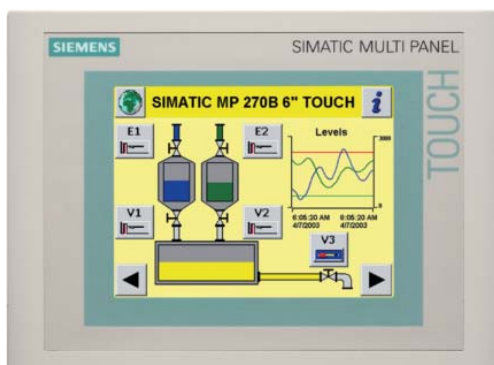 SIEMENS
SIMATIC MULTI PANEL
TOUCH
SIMATIC MP 270B 6" TOUCH
i
E1
E2
Levels
V1
V2
6:05:20 AM
4/7/2003
8:05:20 AM
4/7/2003
V3